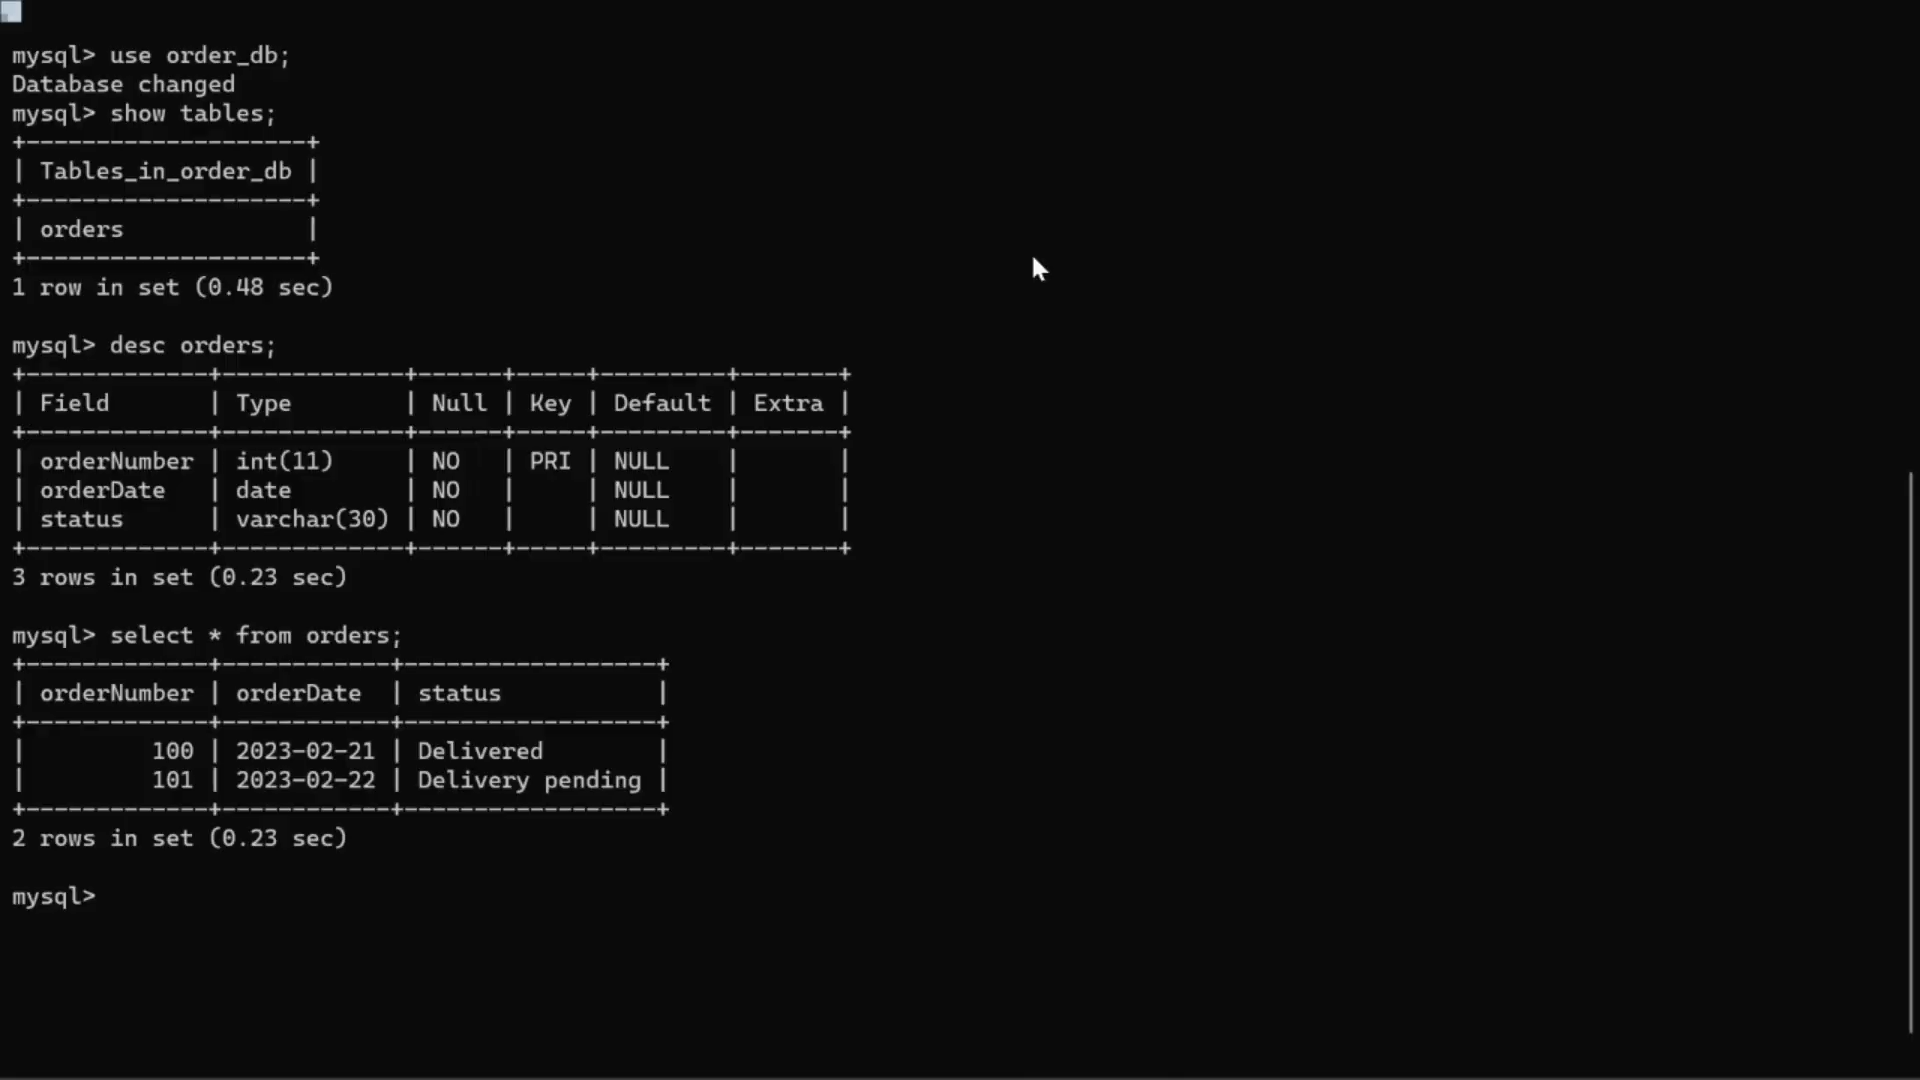 mysql> use order_db;
Database changed
mysql> show tables;
+--------------------+
| Tables_in_order_db |
+--------------------+
| orders             |
+--------------------+
1 row in set (0.48 sec)

mysql> desc orders;
+-------------+-------------+------+-----+---------+-------+
| Field       | Type        | Null | Key | Default | Extra |
+-------------+-------------+------+-----+---------+-------+
| orderNumber | int(11)     | NO   | PRI | NULL    |       |
| orderDate   | date        | NO   |     | NULL    |       |
| status      | varchar(30) | NO   |     | NULL    |       |
+-------------+-------------+------+-----+---------+-------+
3 rows in set (0.23 sec)

mysql> select * from orders;
+-------------+------------+------------------+
| orderNumber | orderDate  | status           |
+-------------+------------+------------------+
|         100 | 2023-02-21 | Delivered        |
|         101 | 2023-02-22 | Delivery pending |
+-------------+------------+------------------+
2 rows in set (0.23 sec)

mysql>